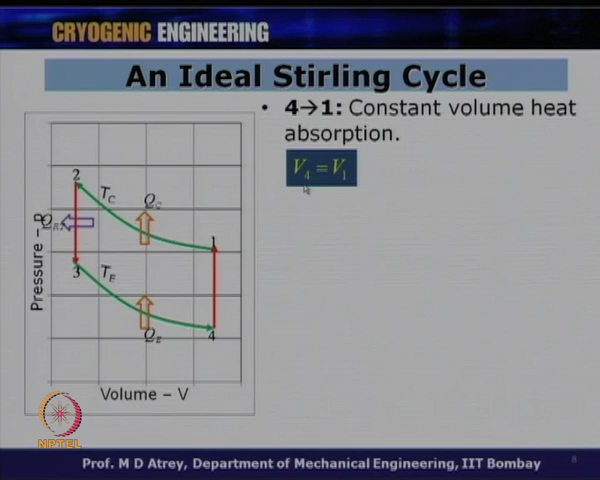 CRYOGENIC ENGINEERING
An Ideal Stirling Cycle
• 4→1: Constant volume heat
absorption.
V4 = V1
2
TC
QC
QR
1
3
TE
QE
4
Pressure – P
Volume – V
NPTEL
Prof. M D Atrey, Department of Mechanical Engineering, IIT Bombay
8